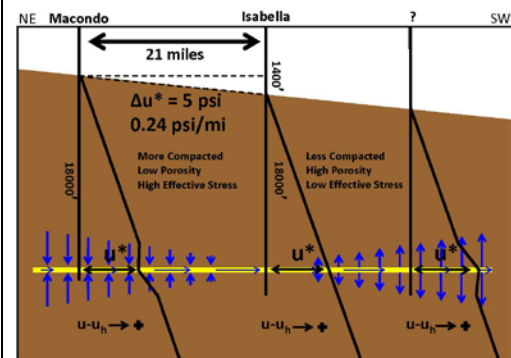 NE Macondo Isabella ? SW
21 miles
1400'
Δu* = 5 psi
0.24 psi/mi
More Compacted
Low Porosity
High Effective Stress
Less Compacted
High Porosity
Low Effective Stress
18000'
18000'
u* u* u*
u-uh→ + u-uh→ + u-uh→ +